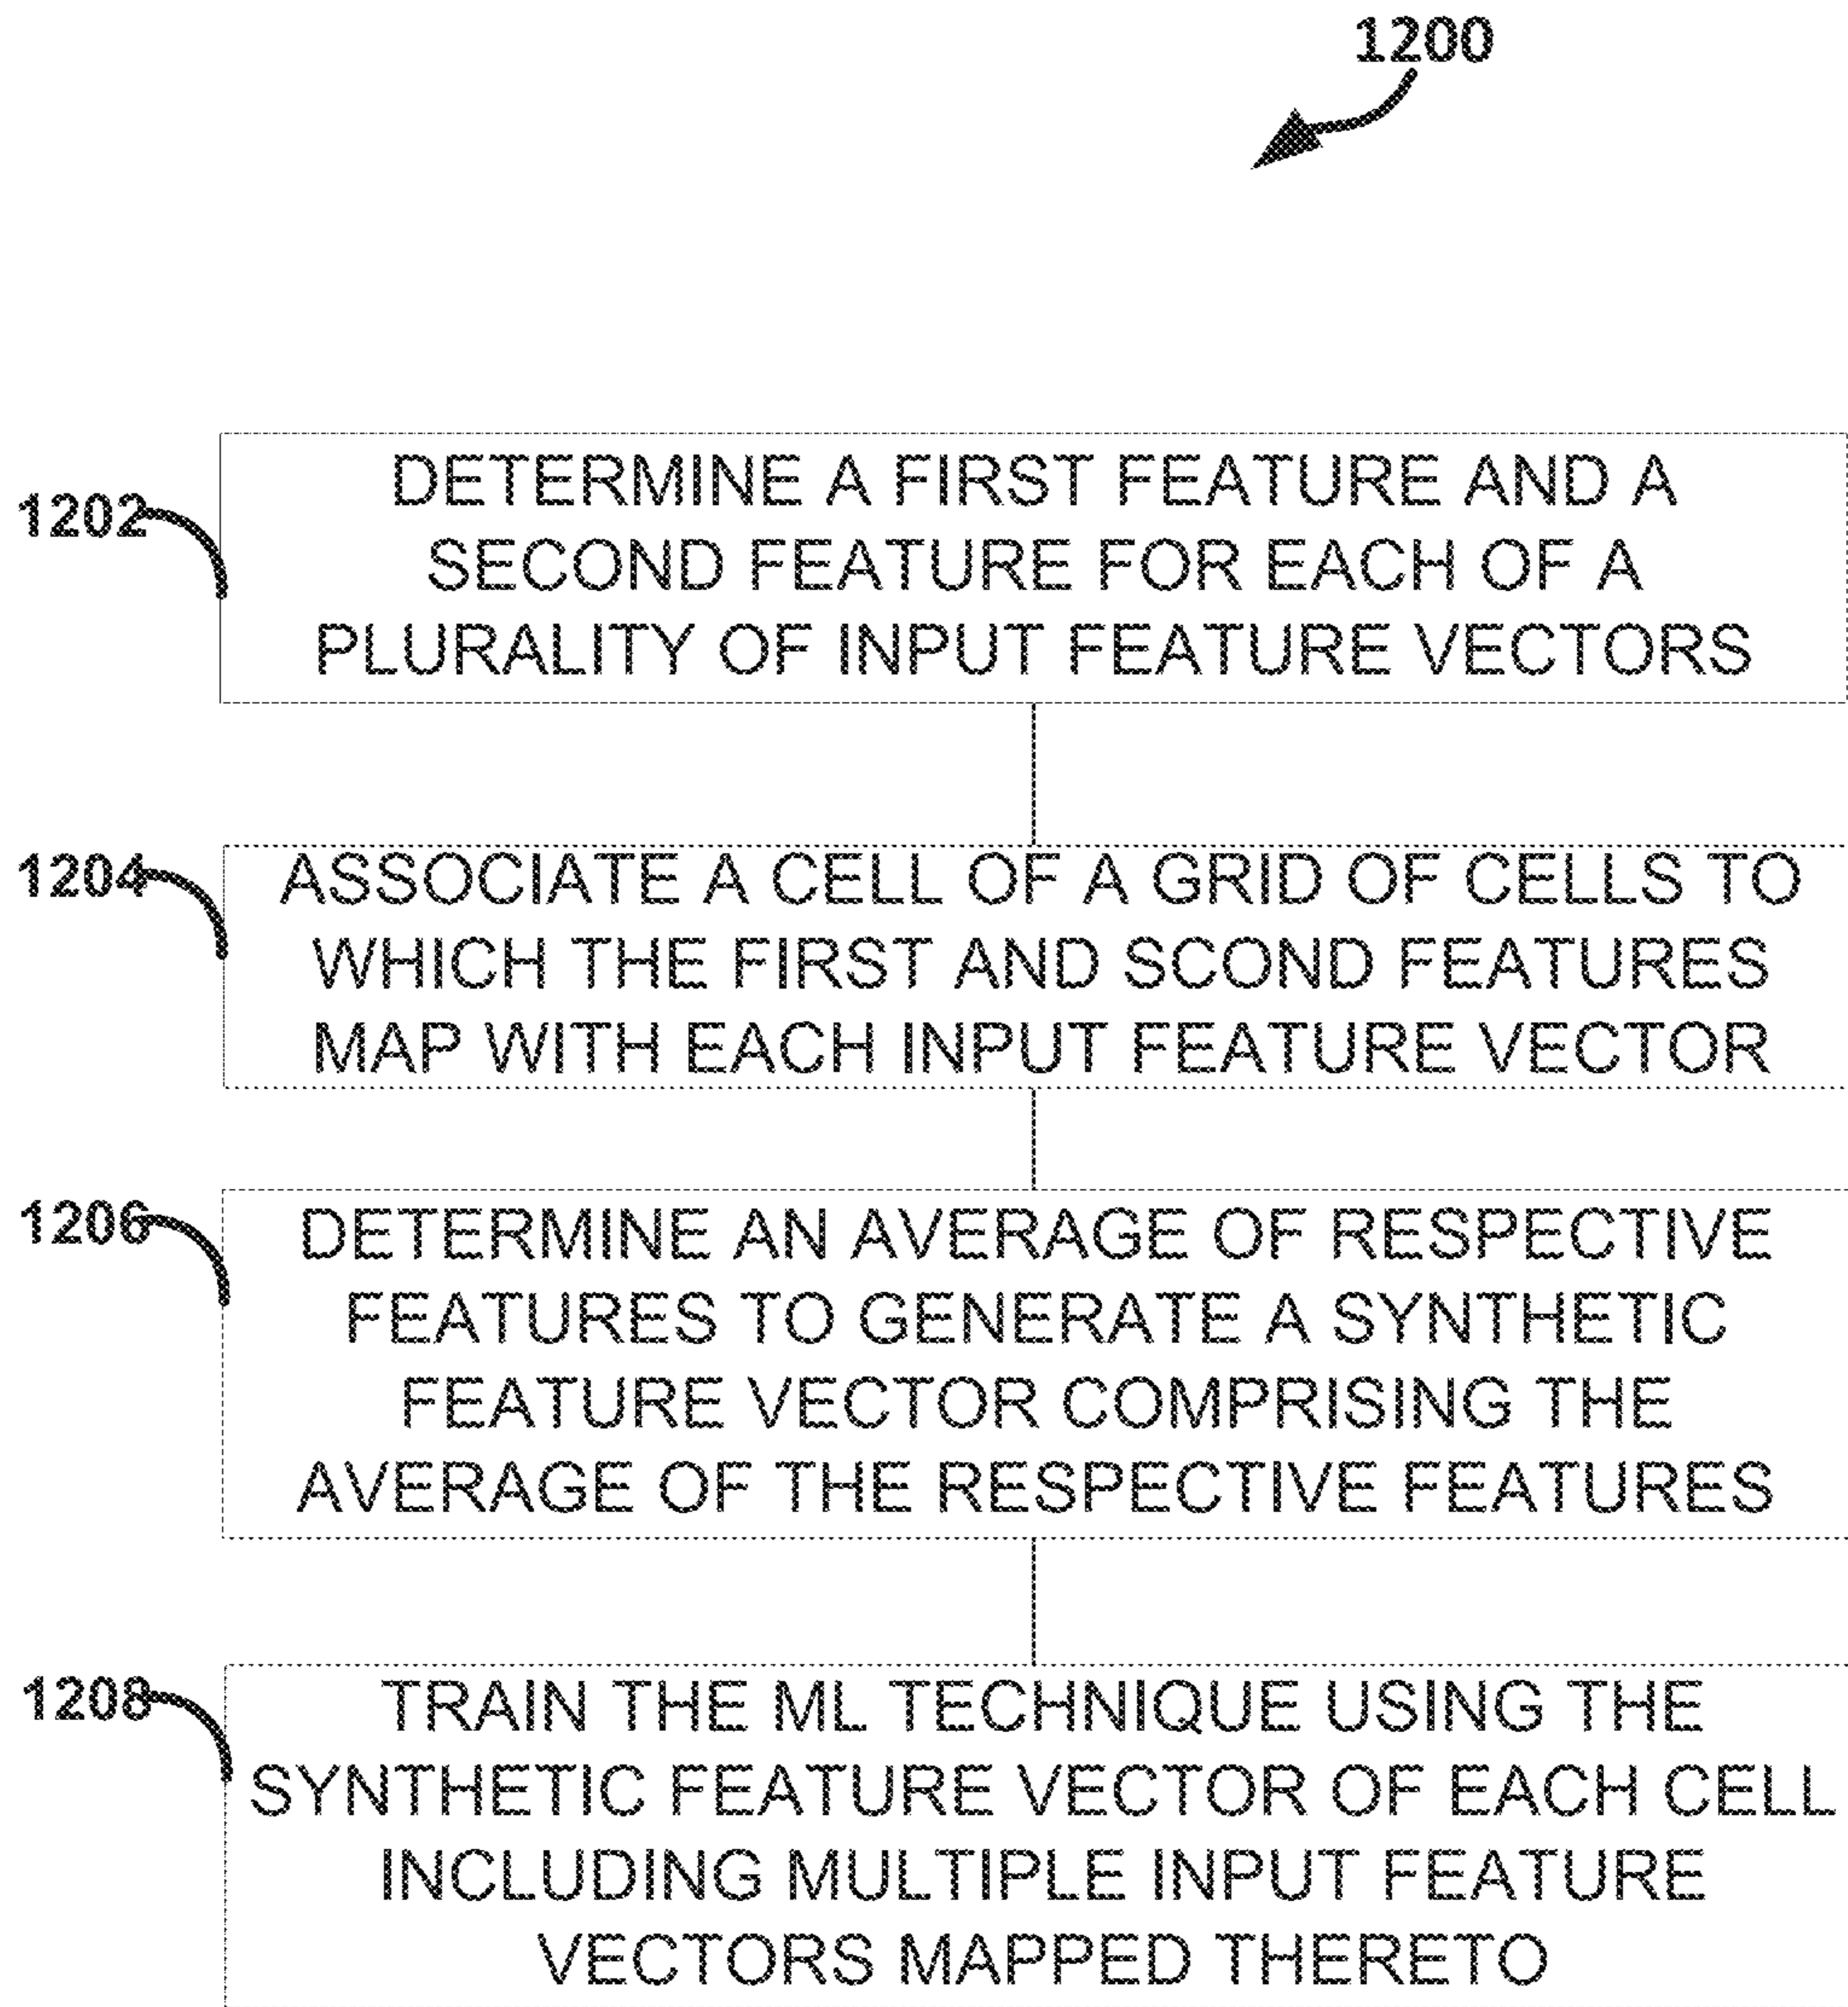 1200
1202
DETERMINE A FIRST FEATURE AND A
SECOND FEATURE FOR EACH OF A
PLURALITY OF INPUT FEATURE VECTORS
1204
ASSOCIATE A CELL OF A GRID OF CELLS TO
WHICH THE FIRST AND SCOND FEATURES
MAP WITH EACH INPUT FEATURE VECTOR
1206
DETERMINE AN AVERAGE OF RESPECTIVE
FEATURES TO GENERATE A SYNTHETIC
FEATURE VECTOR COMPRISING THE
AVERAGE OF THE RESPECTIVE FEATURES
1208
TRAIN THE ML TECHNIQUE USING THE
SYNTHETIC FEATURE VECTOR OF EACH CELL
INCLUDING MULTIPLE INPUT FEATURE
VECTORS MAPPED THERETO